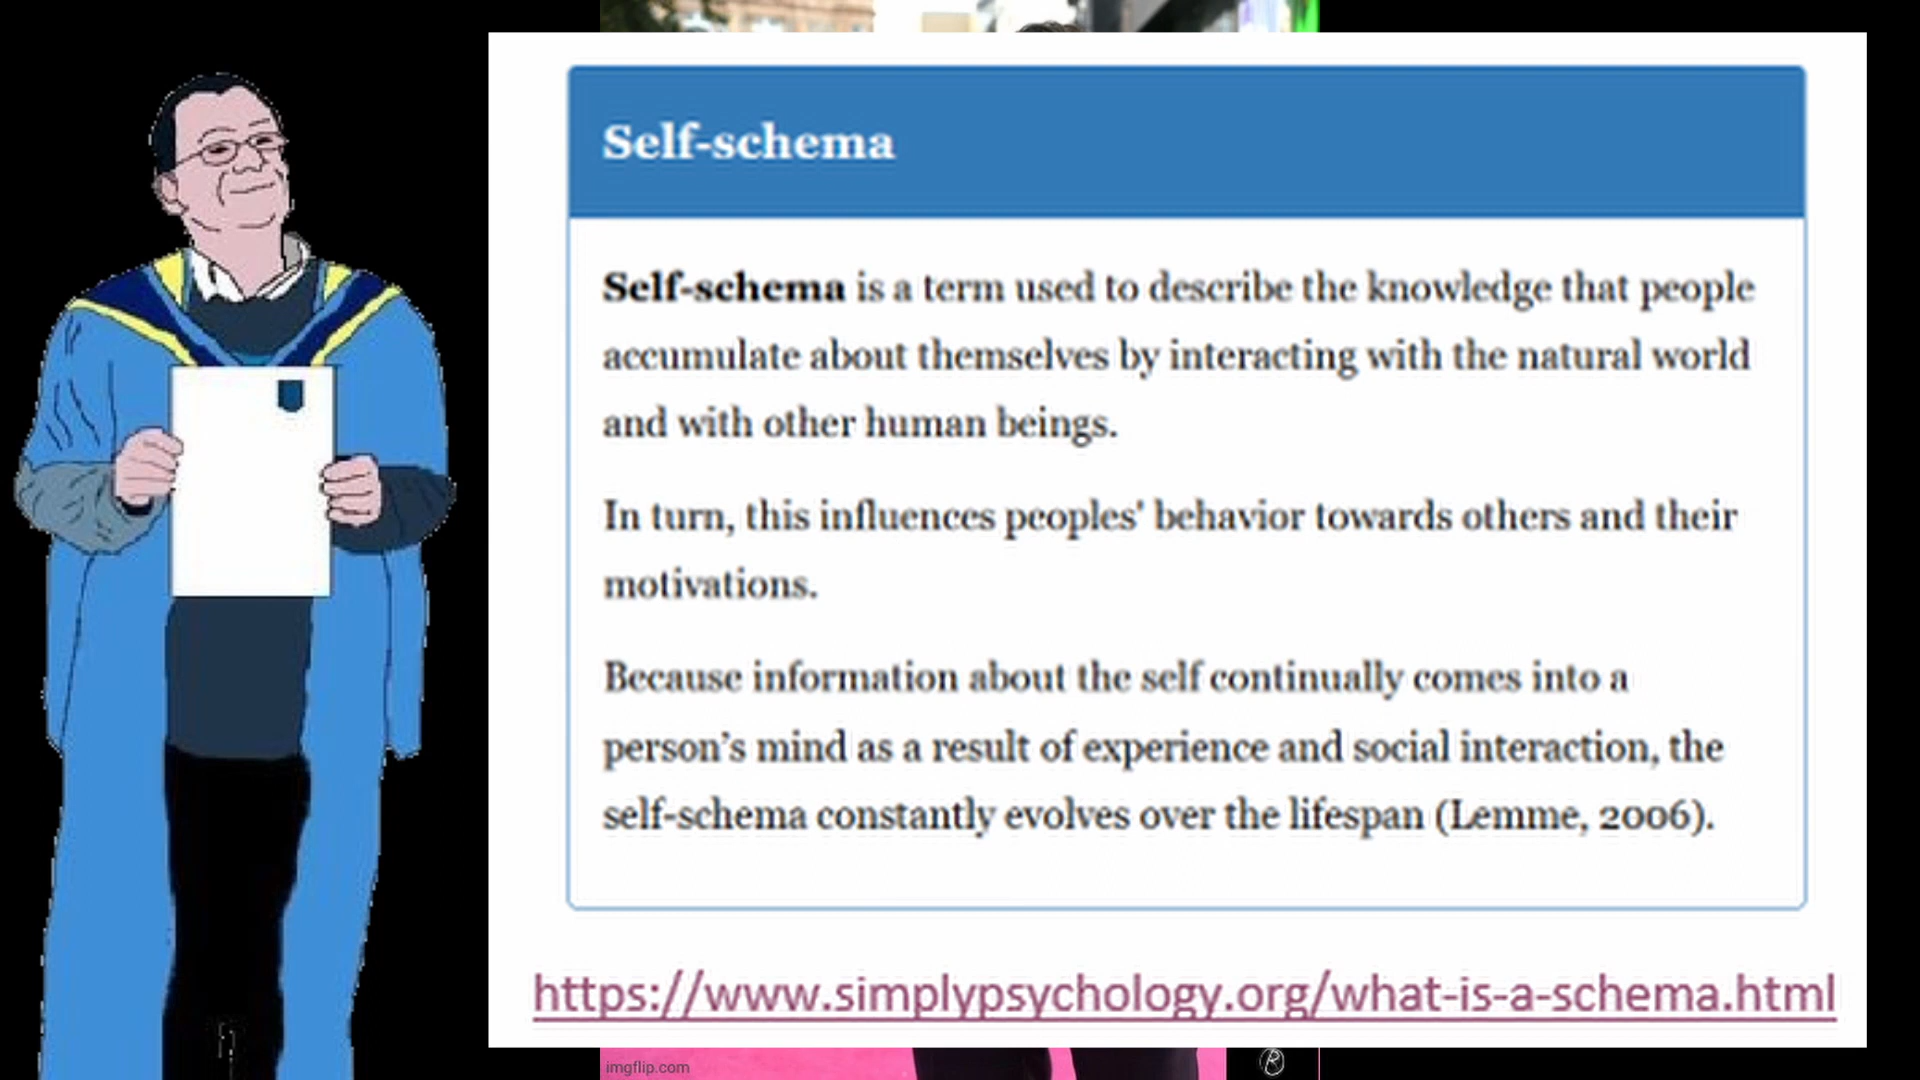 Self-schema
Self-schema is a term used to describe the knowledge that people
accumulate about themselves by interacting with the natural world
and with other human beings.
In turn, this influences peoples' behavior towards others and their
motivations.
Because information about the self continually comes into a
person’s mind as a result of experience and social interaction, the
self-schema constantly evolves over the lifespan (Lemme, 2006).
https://www.simplypsychology.org/what-is-a-schema.html
imgflip.com
R